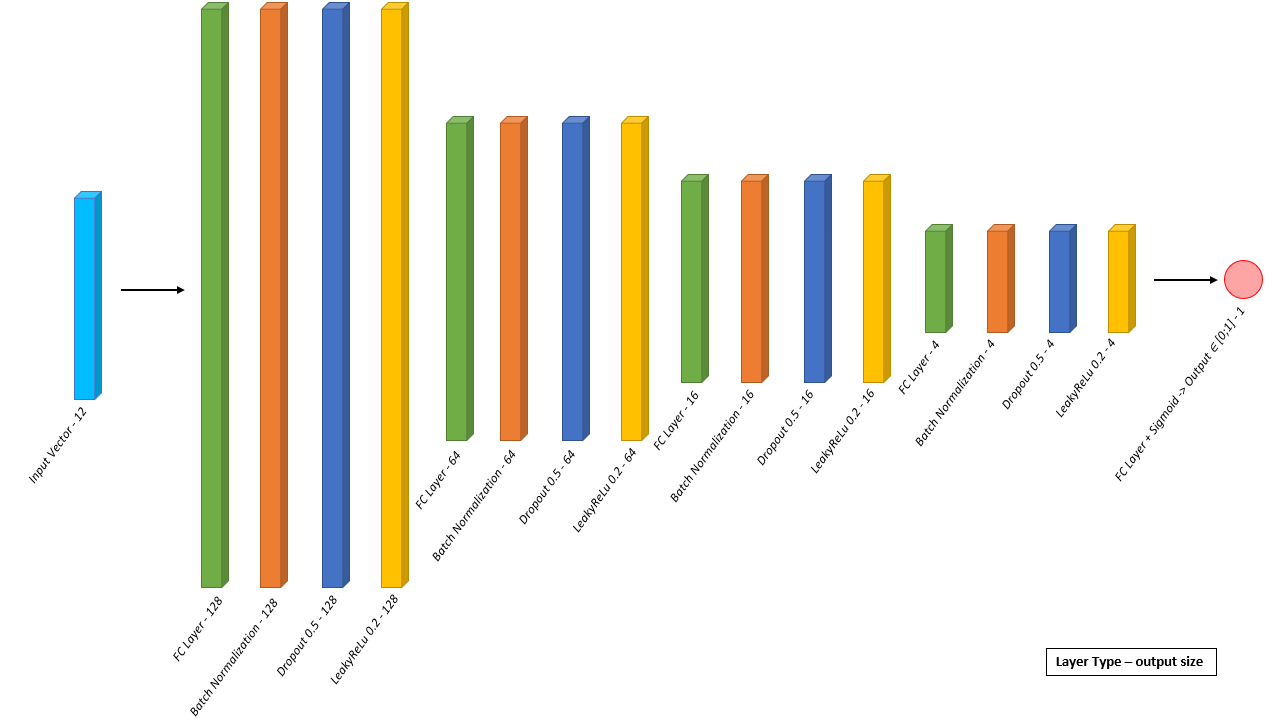 Input Vector - 12
FC Layer - 128
Batch Normalization - 128
Dropout 0.5 - 128
LeakyReLu 0.2 - 128
FC Layer - 64
Batch Normalization - 64
Dropout 0.5 - 64
LeakyReLu 0.2 - 64
FC Layer - 16
Batch Normalization - 16
Dropout 0.5 - 16
LeakyReLu 0.2 - 16
FC Layer - 4
Batch Normalization - 4
Dropout 0.5 - 4
LeakyReLu 0.2 - 4
FC Layer + Sigmoid -> Output ∈ [0;1] - 1
Layer Type – output size